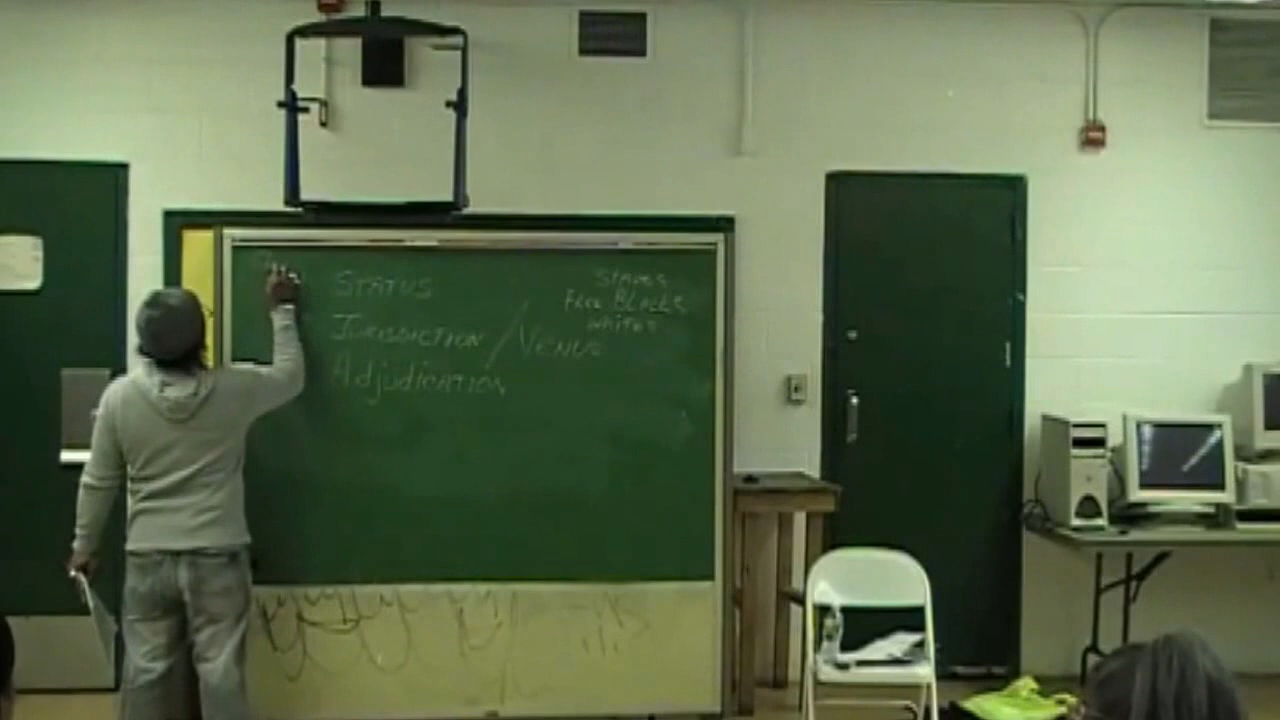 Status
Slaves
Free Blacks
Whites
Jurisdiction / Venue
Adjudication